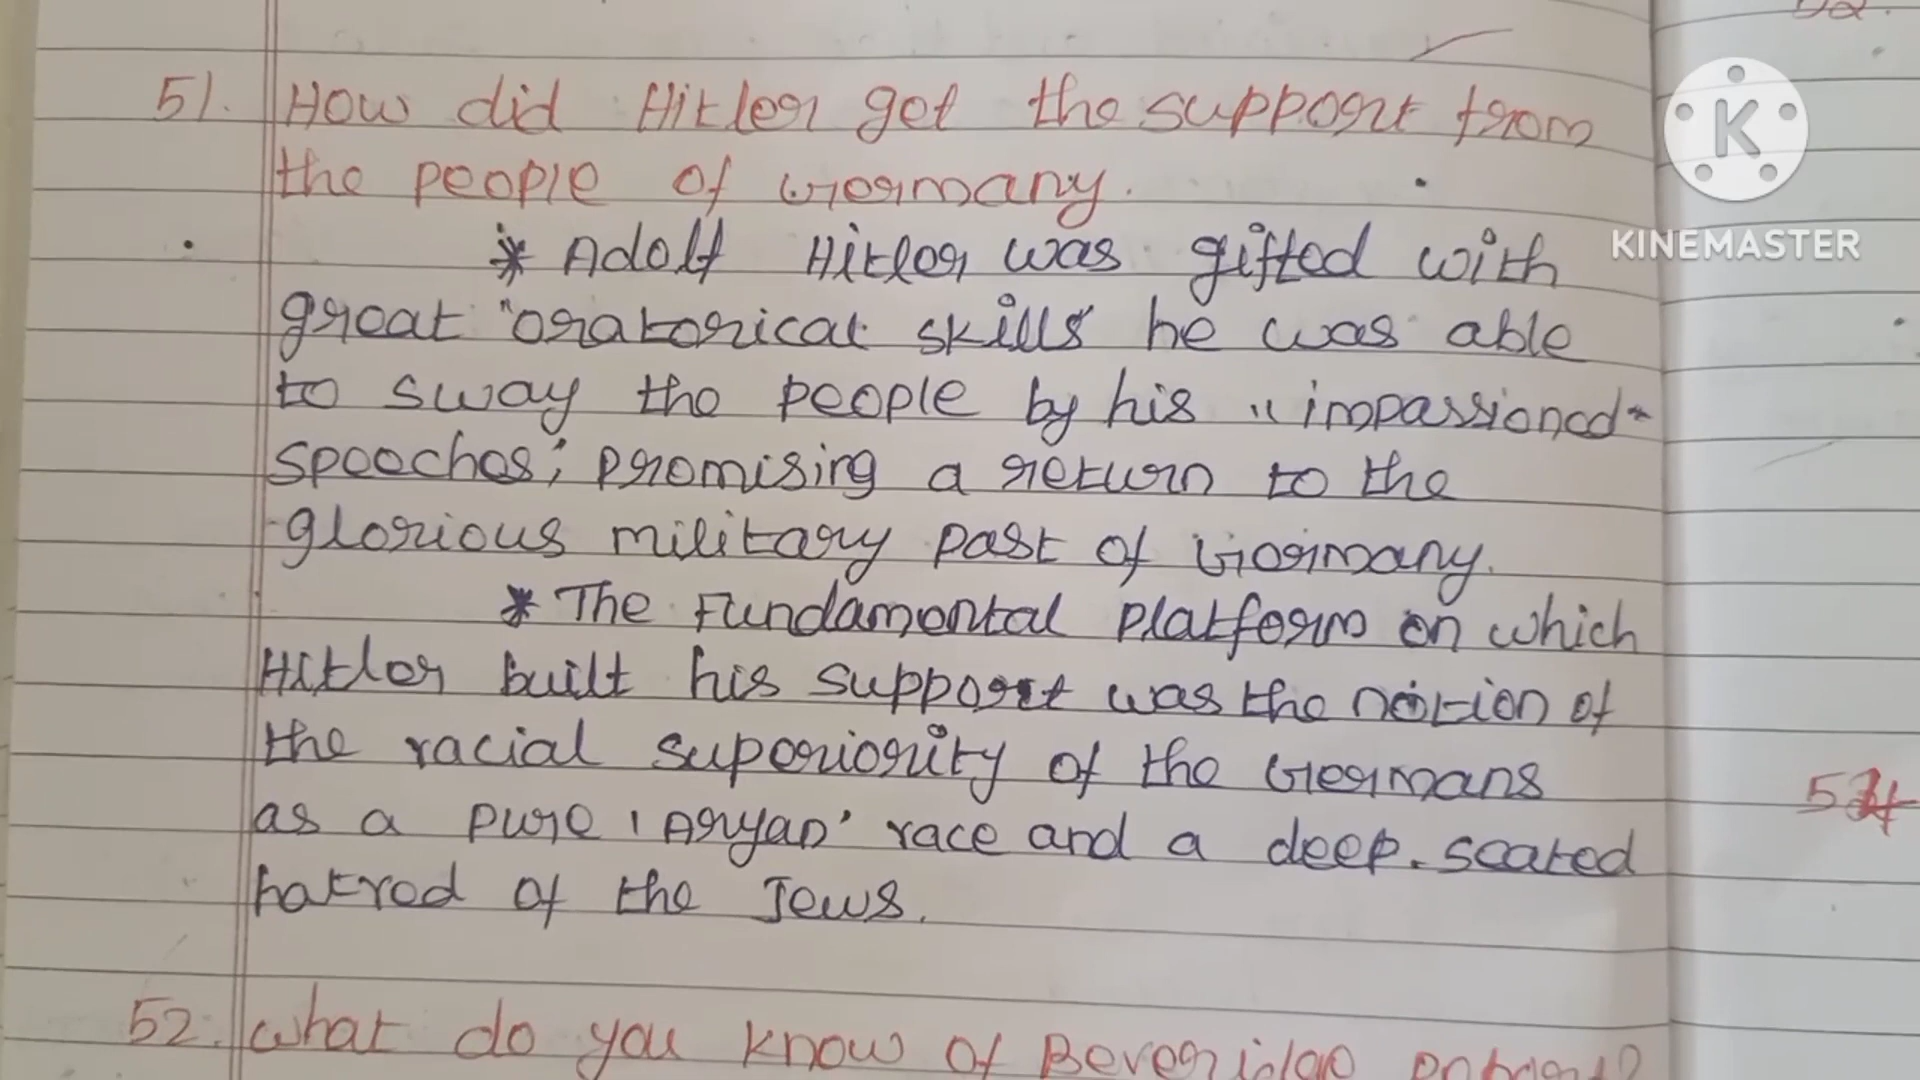 51. How did Hitler get the support from
the people of Germany.
* Adolf Hitler was gifted with
great "oratorical skills" he was able
to sway the people by his "impassioned"
speeches; promising a return to the
glorious military past of Germany.
* The Fundamental Platform on which
Hitler built his support was the notion of
the racial superiority of the Germans
as a pure 'Aryan' race and a deep-seated
hatred of the Jews.
52. What do you know of Beveridge
K
KINEMASTER